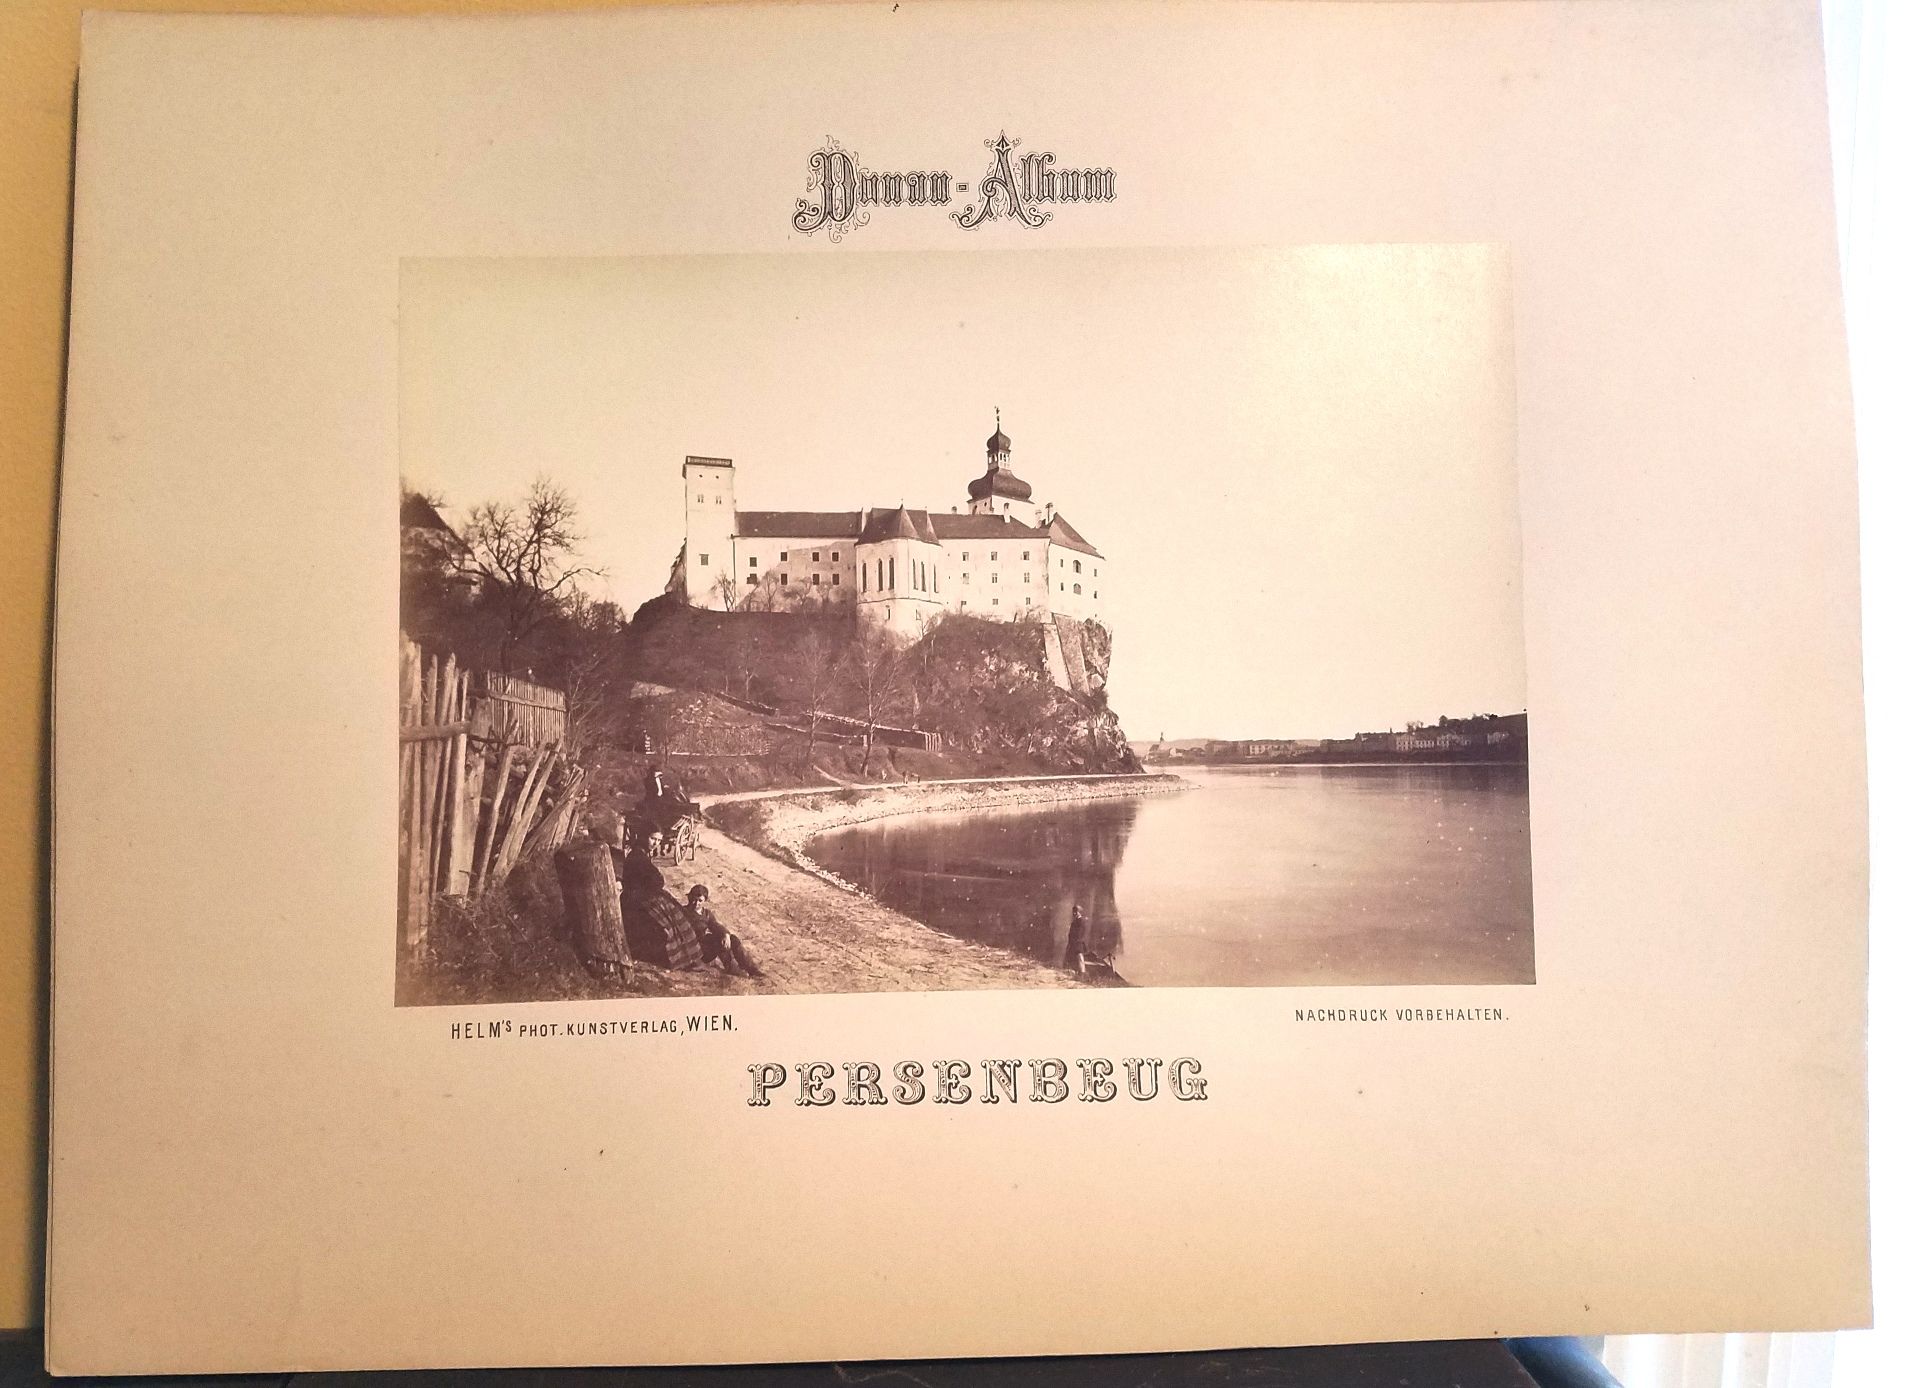 Donau-Album
HELM'S PHOT. KUNSTVERLAG, WIEN.
NACHDRUCK VORBEHALTEN.
PERSENBEUG